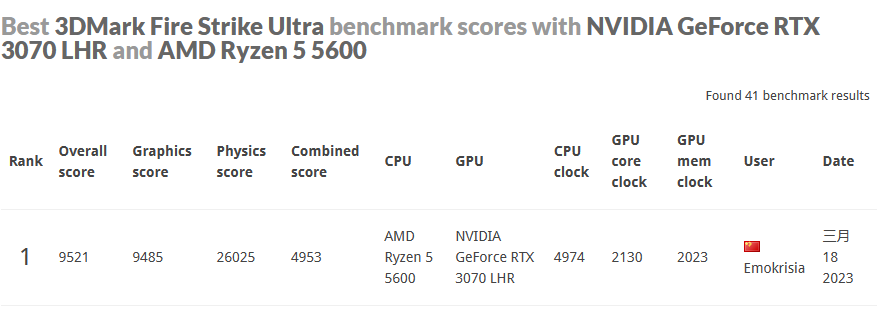 Best 3DMark Fire Strike Ultra benchmark scores with NVIDIA GeForce RTX
3070 LHR and AMD Ryzen 5 5600
Found 41 benchmark results
Rank
Overall
score
Graphics
score
Physics
score
Combined
score
CPU
GPU
CPU
clock
GPU
core
clock
GPU
mem
clock
User
Date
1
9521
9485
26025
4953
AMD
Ryzen 5
5600
NVIDIA
GeForce RTX
3070 LHR
4974
2130
2023
Emokrisia
三月
18
2023